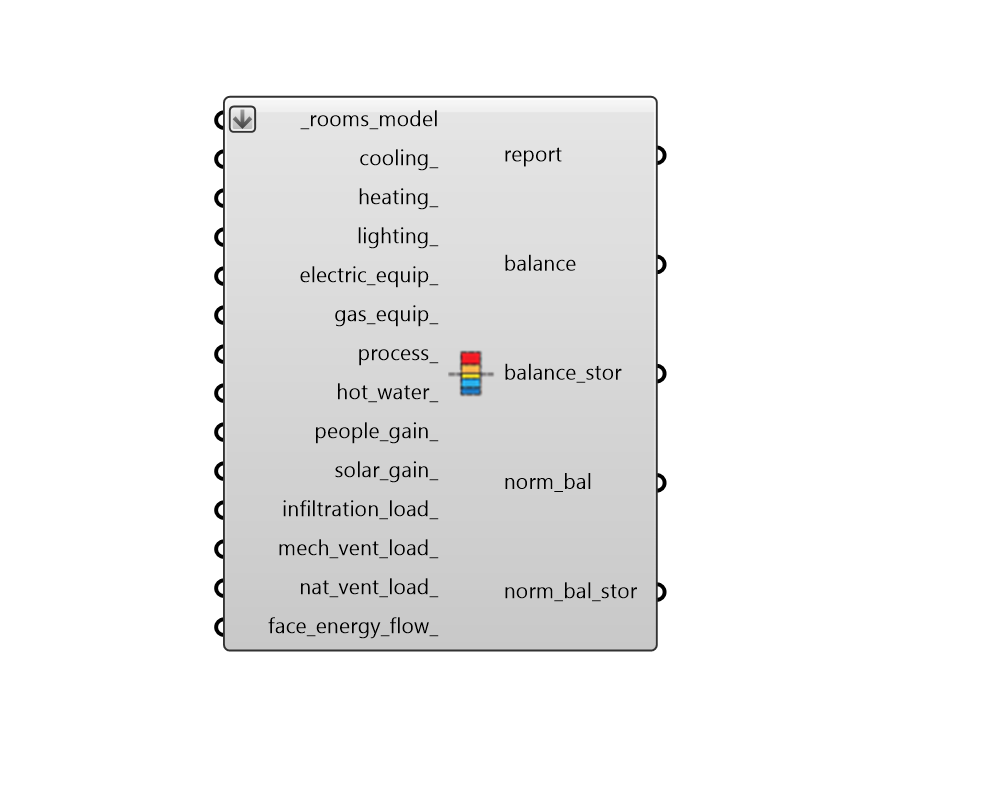 _rooms_model
cooling_
heating_
lighting_
electric_equip_
gas_equip_
process_
hot_water_
people_gain_
solar_gain_
infiltration_load_
mech_vent_load_
nat_vent_load_
face_energy_flow_
report
balance
balance_stor
norm_bal
norm_bal_stor